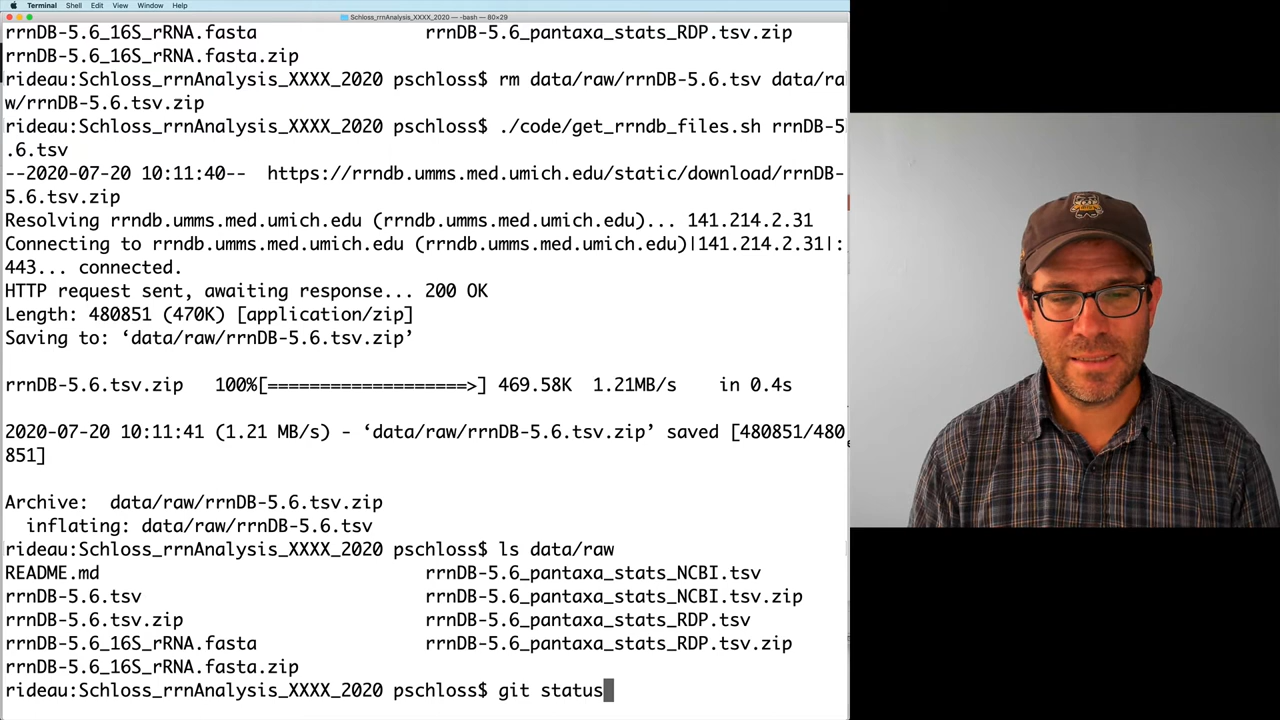 Terminal Shell Edit View Window Help
Schloss_rrnAnalysis_XXXX_2020 — -bash — 80×29
rrnDB-5.6_16S_rRNA.fasta rrnDB-5.6_pantaxa_stats_RDP.tsv.zip
rrnDB-5.6_16S_rRNA.fasta.zip
rideau:Schloss_rrnAnalysis_XXXX_2020 pschloss$ rm data/raw/rrnDB-5.6.tsv data/ra
w/rrnDB-5.6.tsv.zip
rideau:Schloss_rrnAnalysis_XXXX_2020 pschloss$ ./code/get_rrndb_files.sh rrnDB-5
.6.tsv
--2020-07-20 10:11:40-- https://rrndb.umms.med.umich.edu/static/download/rrnDB-
5.6.tsv.zip
Resolving rrndb.umms.med.umich.edu (rrndb.umms.med.umich.edu)... 141.214.2.31
Connecting to rrndb.umms.med.umich.edu (rrndb.umms.med.umich.edu)|141.214.2.31|:
443... connected.
HTTP request sent, awaiting response... 200 OK
Length: 480851 (470K) [application/zip]
Saving to: ‘data/raw/rrnDB-5.6.tsv.zip’
rrnDB-5.6.tsv.zip 100%[===================>] 469.58K 1.21MB/s in 0.4s
2020-07-20 10:11:41 (1.21 MB/s) - ‘data/raw/rrnDB-5.6.tsv.zip’ saved [480851/480
851]
Archive: data/raw/rrnDB-5.6.tsv.zip
inflating: data/raw/rrnDB-5.6.tsv
rideau:Schloss_rrnAnalysis_XXXX_2020 pschloss$ ls data/raw
README.md rrnDB-5.6_pantaxa_stats_NCBI.tsv
rrnDB-5.6.tsv rrnDB-5.6_pantaxa_stats_NCBI.tsv.zip
rrnDB-5.6.tsv.zip rrnDB-5.6_pantaxa_stats_RDP.tsv
rrnDB-5.6_16S_rRNA.fasta rrnDB-5.6_pantaxa_stats_RDP.tsv.zip
rrnDB-5.6_16S_rRNA.fasta.zip
rideau:Schloss_rrnAnalysis_XXXX_2020 pschloss$ git status